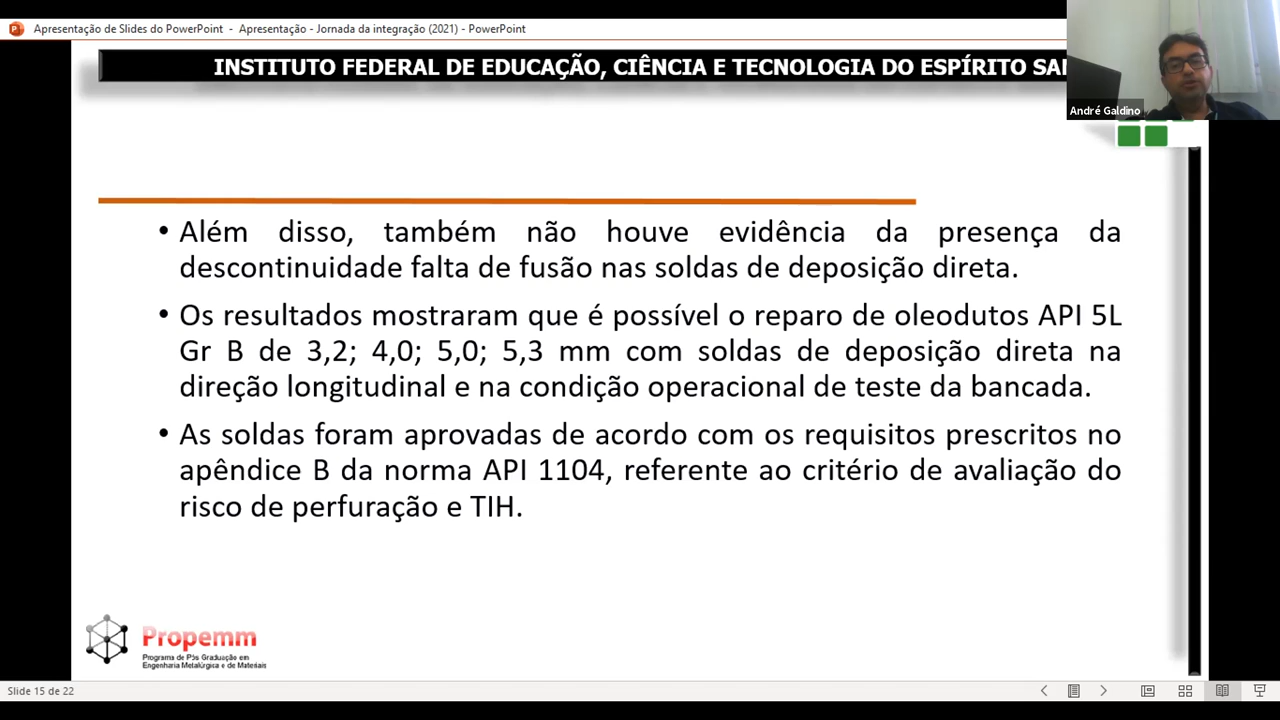 Apresentação de Slides do PowerPoint - Apresentação - Jornada da integração (2021) - PowerPoint
INSTITUTO FEDERAL DE EDUCAÇÃO, CIÊNCIA E TECNOLOGIA DO ESPÍRITO SA
André Galdino
• Além disso, também não houve evidência da presença da
descontinuidade falta de fusão nas soldas de deposição direta.
• Os resultados mostraram que é possível o reparo de oleodutos API 5L
Gr B de 3,2; 4,0; 5,0; 5,3 mm com soldas de deposição direta na
direção longitudinal e na condição operacional de teste da bancada.
• As soldas foram aprovadas de acordo com os requisitos prescritos no
apêndice B da norma API 1104, referente ao critério de avaliação do
risco de perfuração e TIH.
Propemm
Programa de Pós Graduação em
Engenharia Metalúrgica e de Materiais
Slide 15 de 22